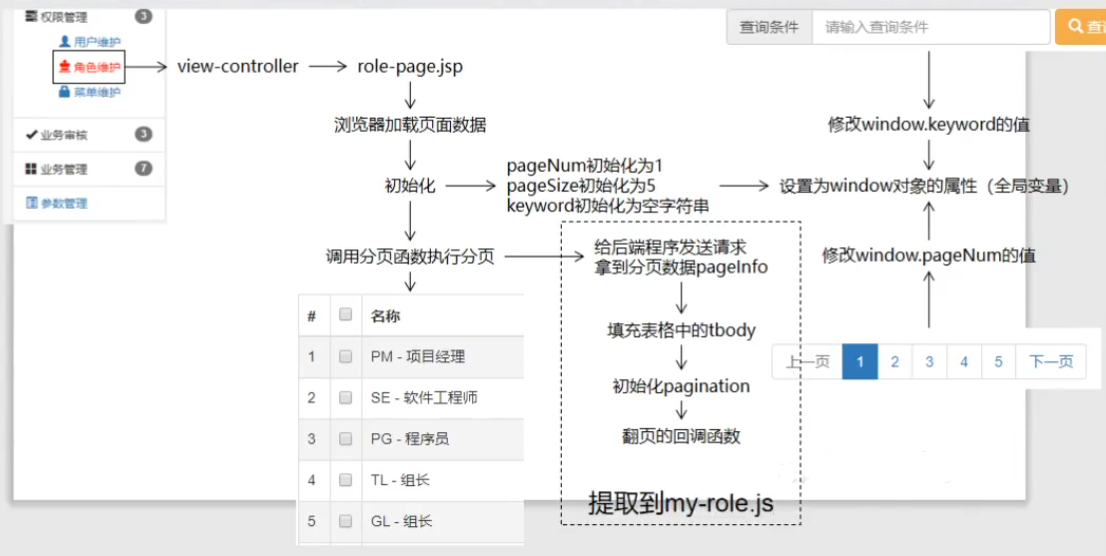 权限管理 3
用户维护
角色维护
菜单维护
业务审核 3
业务管理 7
参数管理
view-controller
role-page.jsp
浏览器加载页面数据
初始化
pageNum初始化为1
pageSize初始化为5
keyword初始化为空字符串
调用分页函数执行分页
# 名称
1 PM - 项目经理
2 SE - 软件工程师
3 PG - 程序员
4 TL - 组长
5 GL - 组长
给后端程序发送请求
拿到分页数据pageInfo
填充表格中的tbody
初始化pagination
翻页的回调函数
提取到my-role.js
查询条件 请输入查询条件
修改window.keyword的值
设置为window对象的属性（全局变量）
修改window.pageNum的值
上一页 1 2 3 4 5 下一页